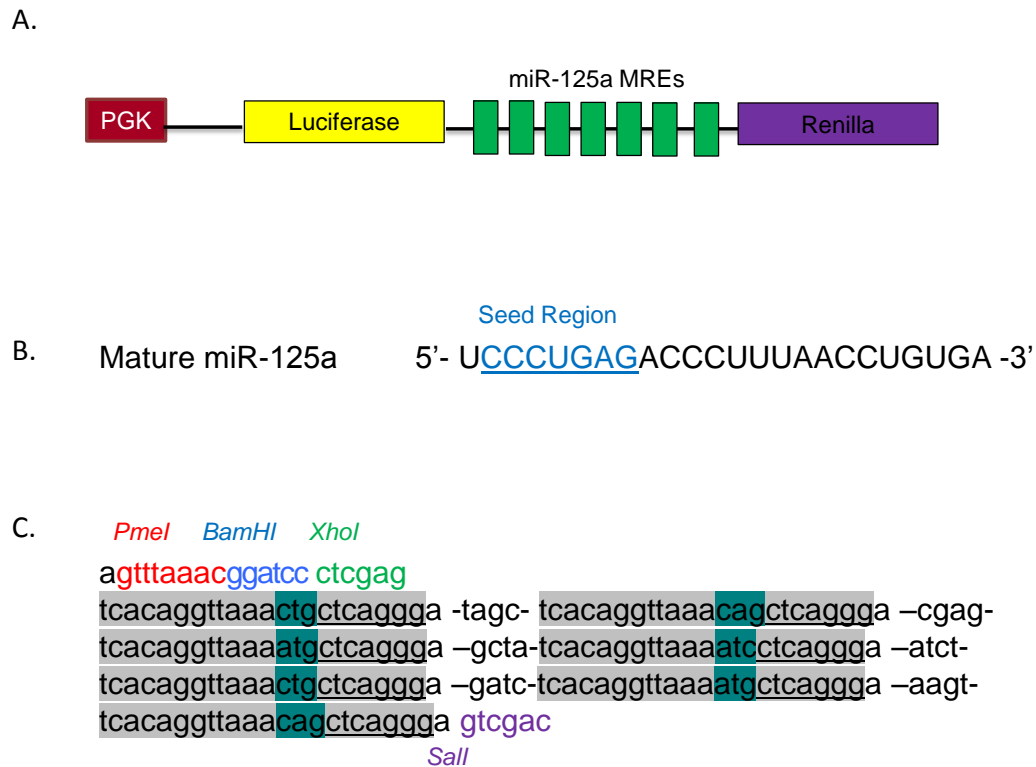 A.
miR-125a MREs
PGK
Luciferase
Renilla
Seed Region
B.
Mature miR-125a 5'- UCCCUGAGACCCUUUAACCUGUGA -3'
C.
PmeI BamHI XhoI
agtttaaacggatcc ctcgag
tcacaggttaaactgctcaggga -tagc- tcacaggttaaacagctcaggga –cgag-
tcacaggttaaaatgctcaggga –gcta-tcacaggttaaaatcctcaggga –atct-
tcacaggttaaactgctcaggga –gatc-tcacaggttaaaatgctcaggga –aagt-
tcacaggttaaacagctcaggga gtcgac
SalI